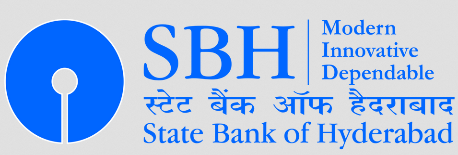 SBH
Modern
Innovative
Dependable
स्टेट बैंक ऑफ हैदराबाद
State Bank of Hyderabad